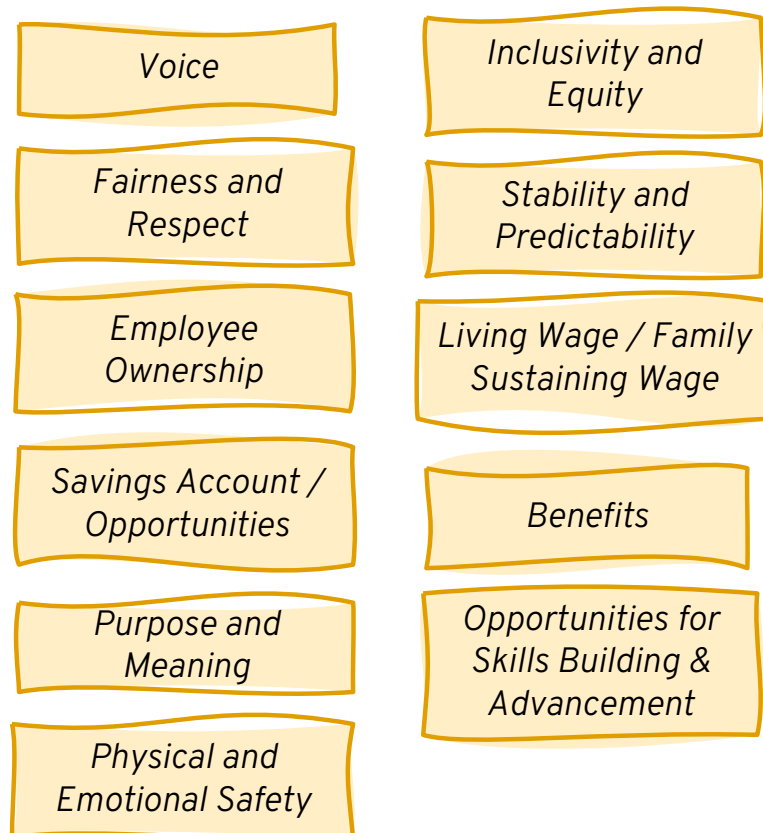 Voice
Fairness and
Respect
Employee
Ownership
Savings Account /
Opportunities
Purpose and
Meaning
Physical and
Emotional Safety
Inclusivity and
Equity
Stability and
Predictability
Living Wage / Family
Sustaining Wage
Benefits
Opportunities for
Skills Building &
Advancement